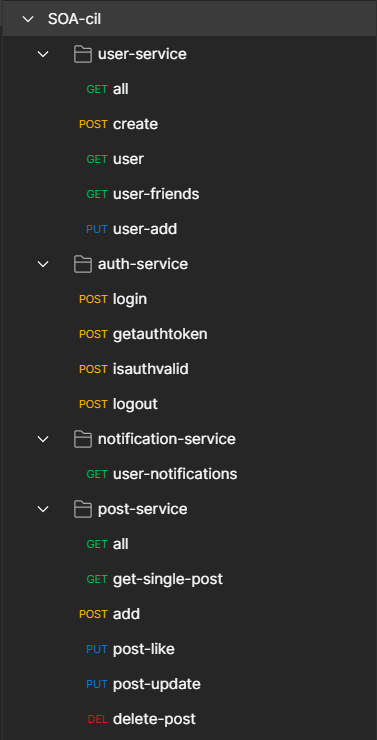 SOA-cil
user-service
GET all
POST create
GET user
GET user-friends
PUT user-add
auth-service
POST login
POST getauthtoken
POST isauthvalid
POST logout
notification-service
GET user-notifications
post-service
GET all
GET get-single-post
POST add
PUT post-like
PUT post-update
DEL delete-post